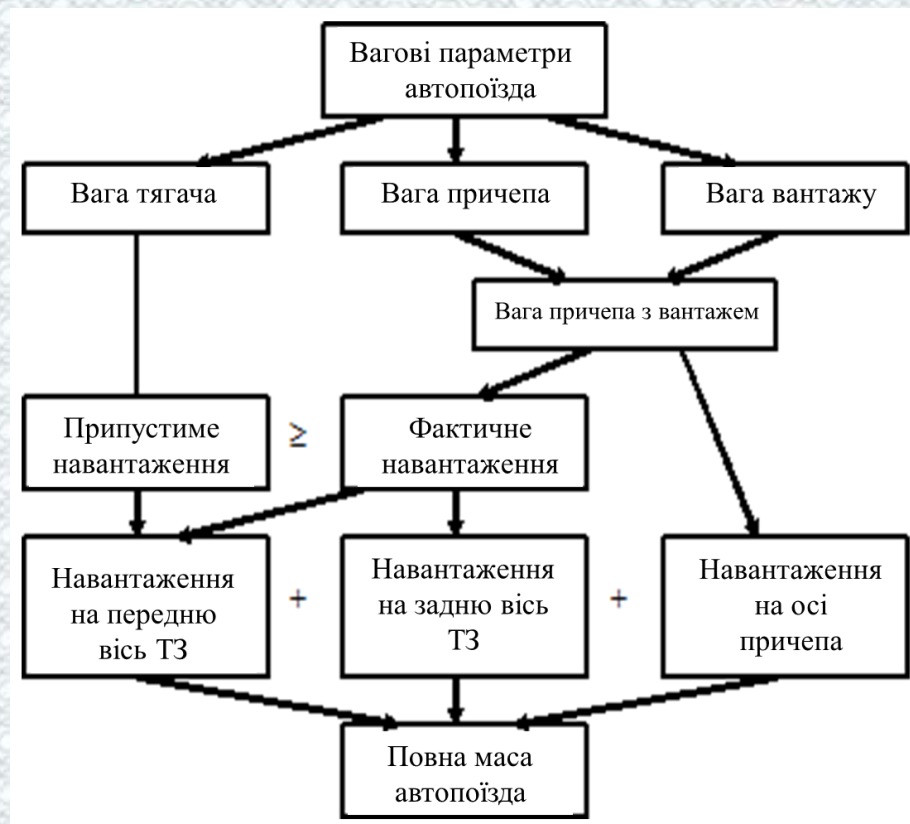 Вагові параметри
автопоїзда
Вага тягача
Вага причепа
Вага вантажу
Вага причепа з вантажем
Припустиме
навантаження
≥
Фактичне
навантаження
Навантаження
на передню
вісь ТЗ
+
Навантаження
на задню вісь
ТЗ
+
Навантаження
на осі
причепа
Повна маса
автопоїзда